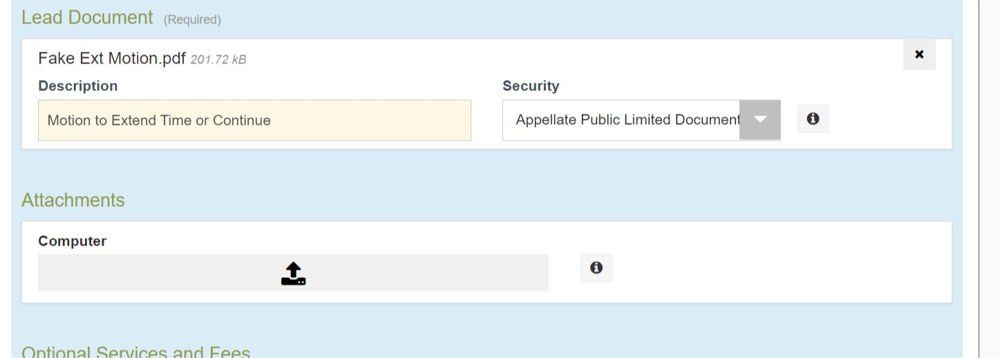 Lead Document (Required)
Fake Ext Motion.pdf 201.72 kB
Description
Security
Motion to Extend Time or Continue
Appellate Public Limited Document
Attachments
Computer
Optional Services and Fees